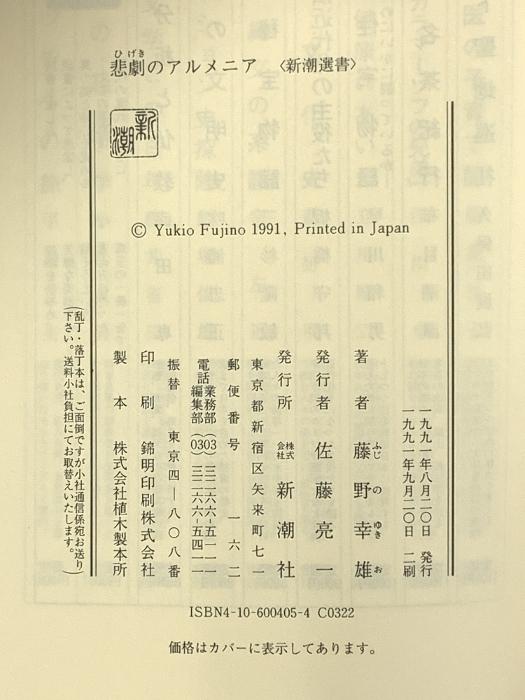 悲劇のアルメニア 〈新潮選書〉
ひげき
新潮
© Yukio Fujino 1991, Printed in Japan
一九九一年八月二〇日 発行
一九九一年九月二〇日 二刷
著者 藤野幸雄
ふじ の ゆき お
発行者 佐藤亮一
発行所 株式会社 新潮社
東京都新宿区矢来町七一
郵便番号 一六二
電話 業務部(03)三二六六-五一一一
編集部(03)三二六六-五四一一
振替 東京四―八〇八番
印刷 錦明印刷株式会社
製本 株式会社植木製本所
(乱丁・落丁本は、ご面倒ですが小社通信係宛お送り
下さい。送料小社負担にてお取替えいたします。)
ISBN4-10-600405-4 C0322
価格はカバーに表示してあります。